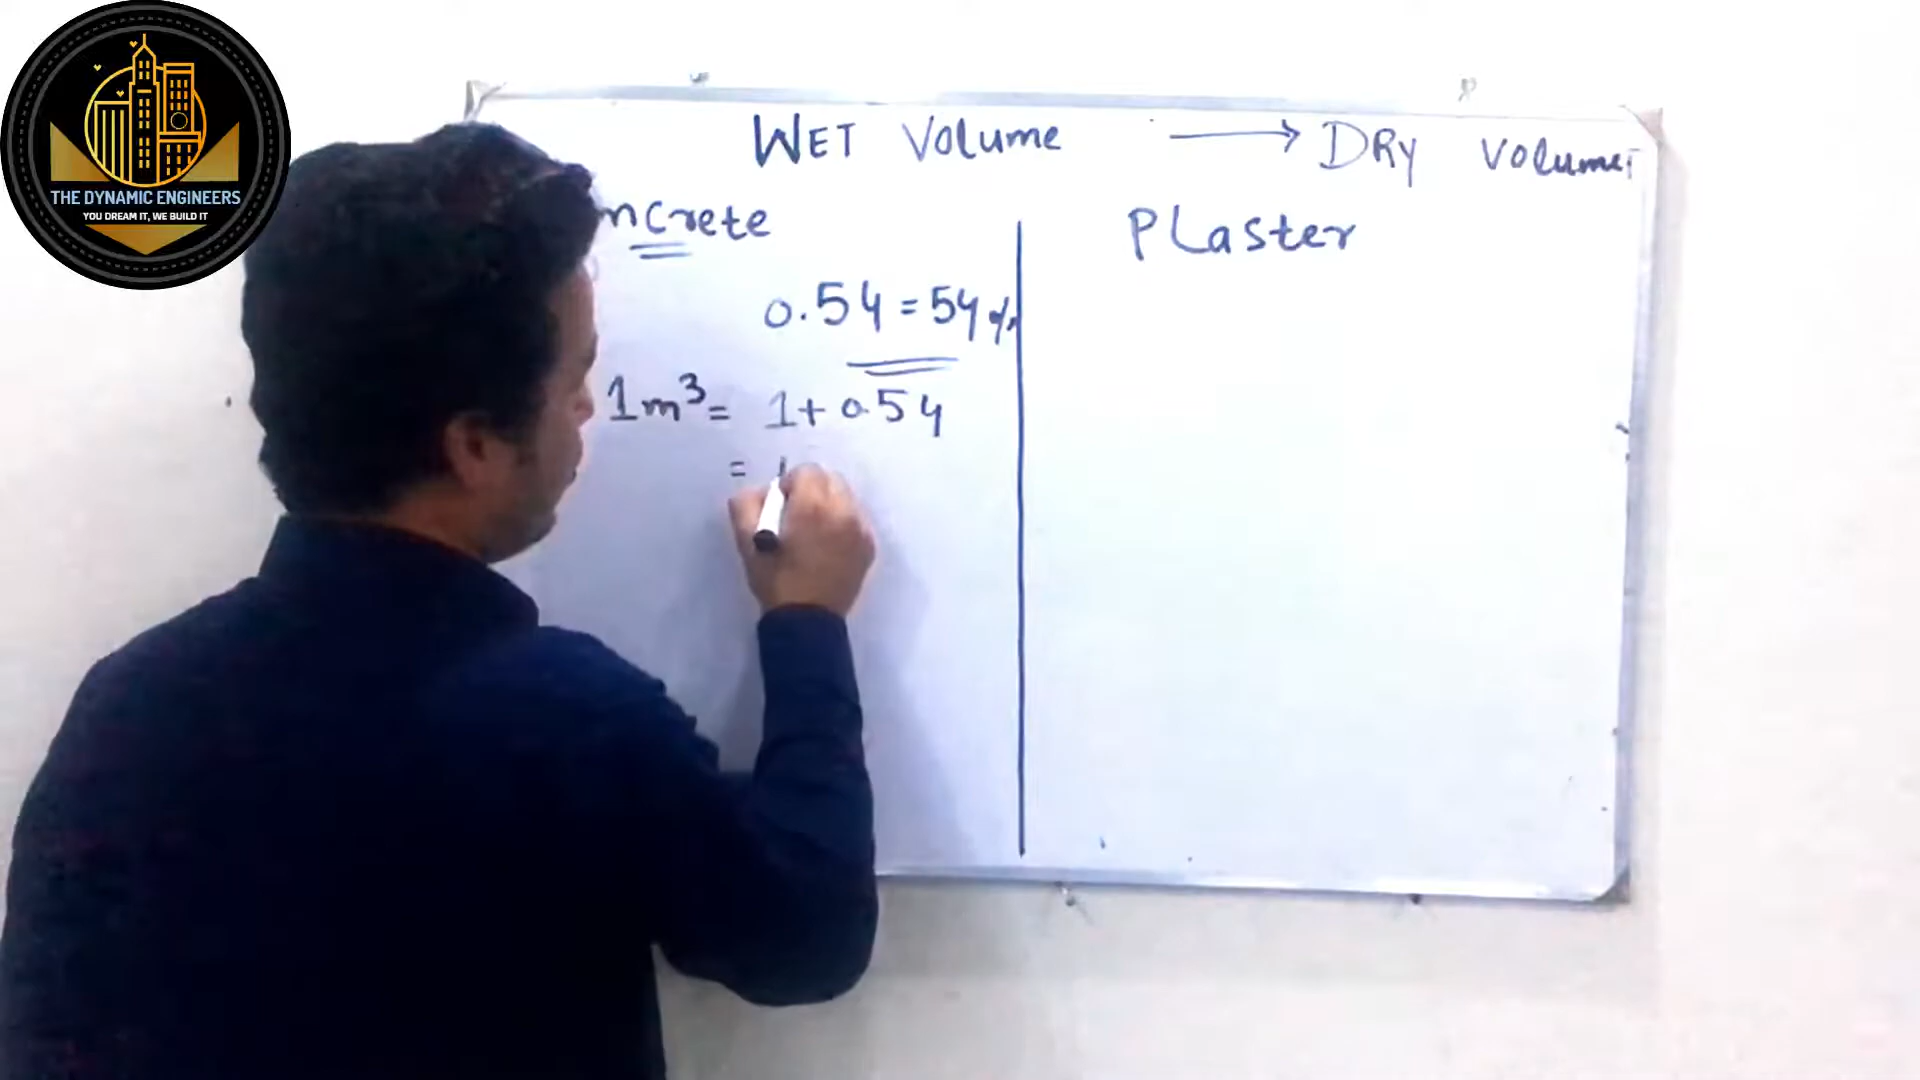 THE DYNAMIC ENGINEERS
YOU DREAM IT, WE BUILD IT
WET Volume → DRy Volume
ncrete
PLaster
0.54 = 54%
1m³ = 1 + 0.54
= 1